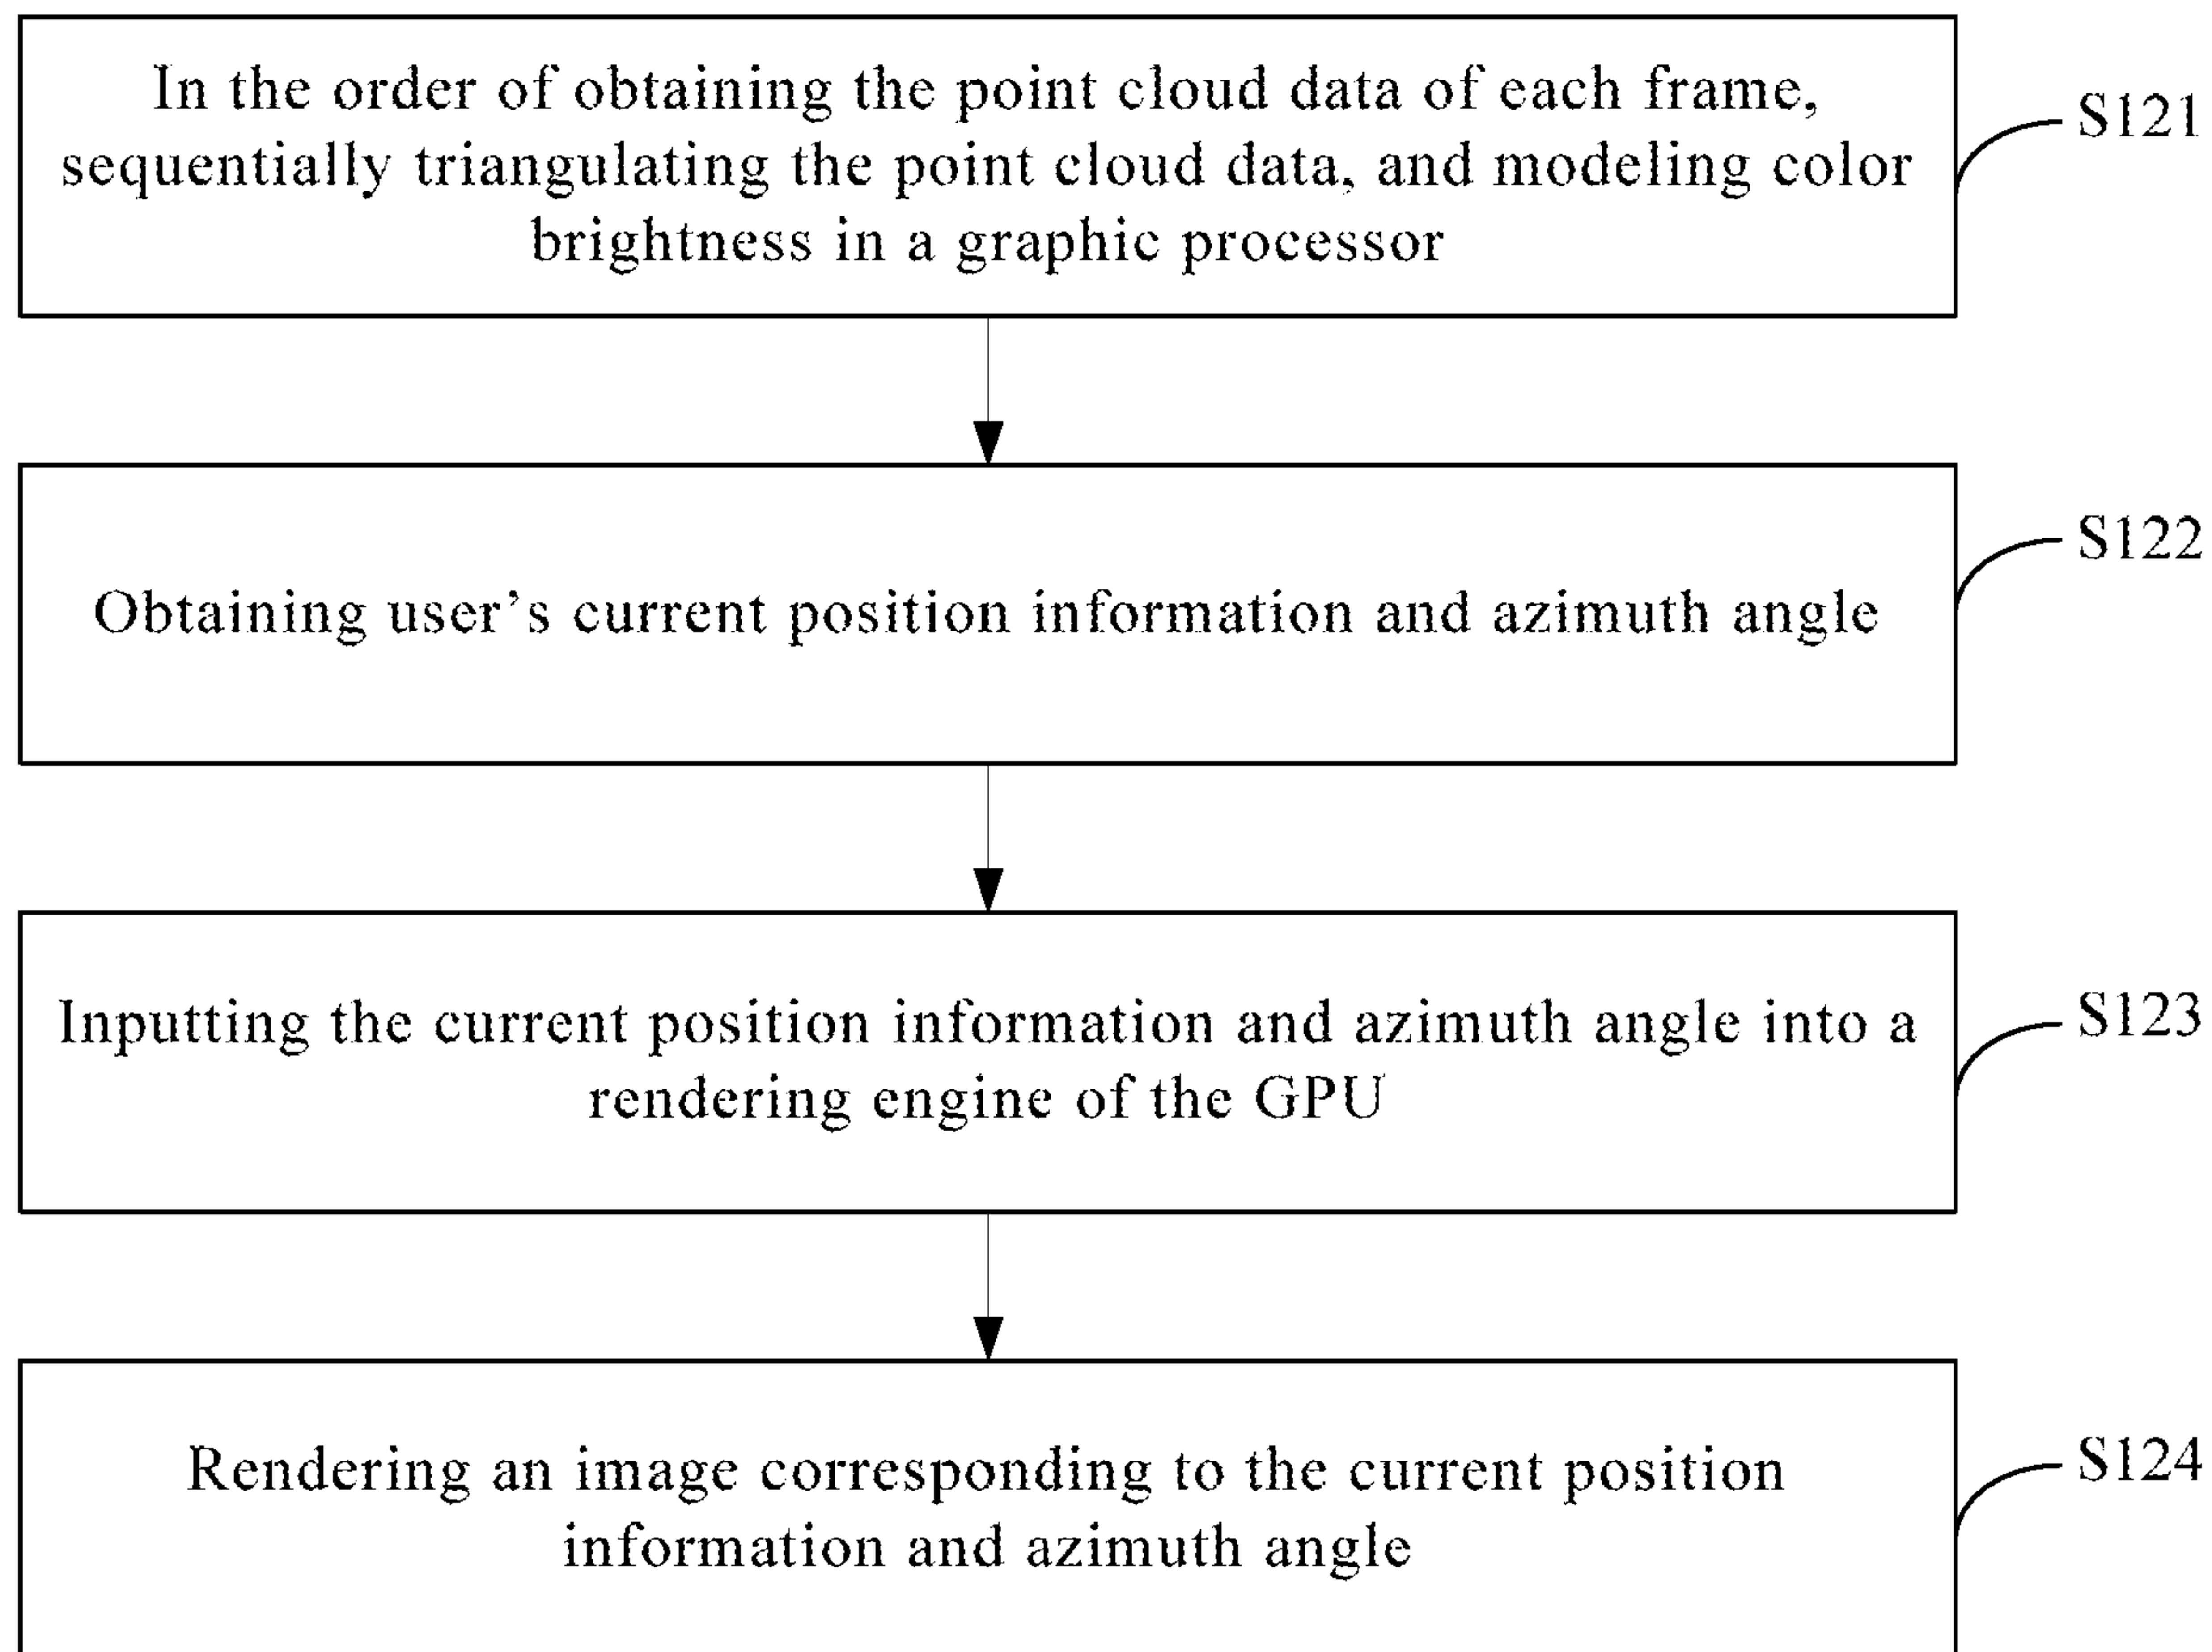 In the order of obtaining the point cloud data of each frame,
sequentially triangulating the point cloud data, and modeling color
brightness in a graphic processor
S121
Obtaining user’s current position information and azimuth angle
S122
Inputting the current position information and azimuth angle into a
rendering engine of the GPU
S123
Rendering an image corresponding to the current position
information and azimuth angle
S124